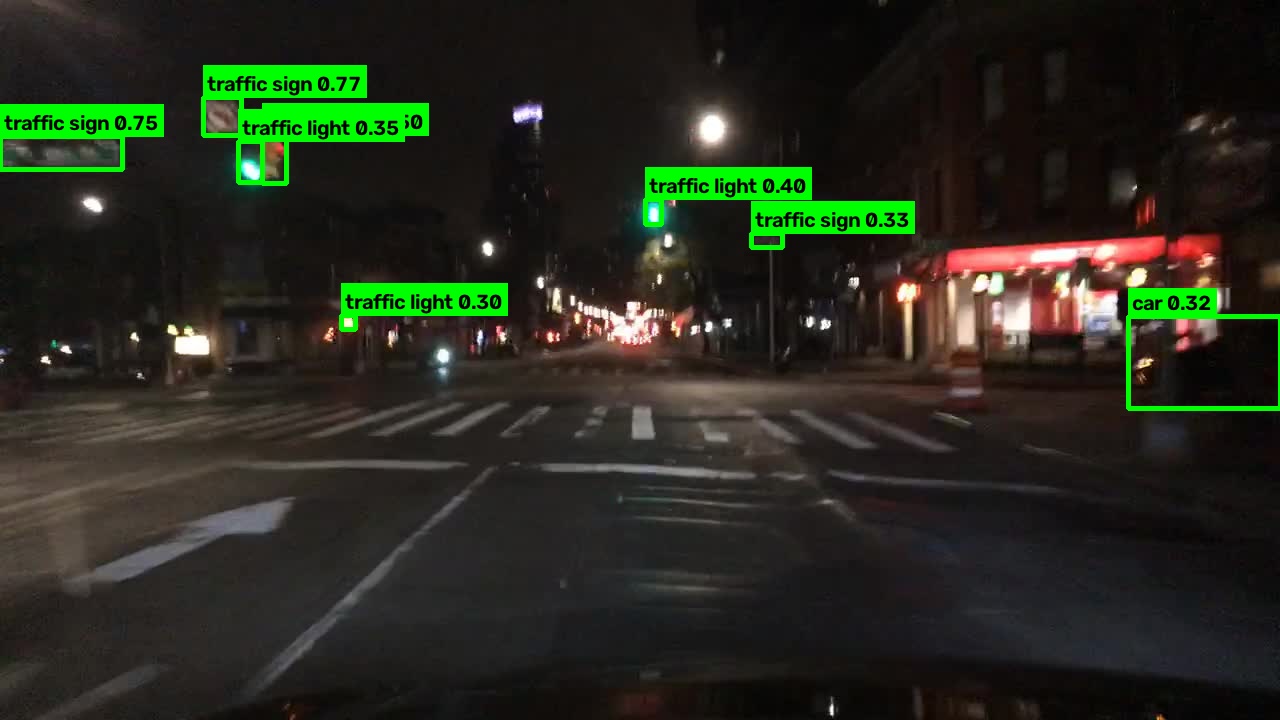 traffic sign 0.77
traffic sign 0.75
traffic light 0.35
traffic light 0.40
traffic sign 0.33
traffic light 0.30
car 0.32